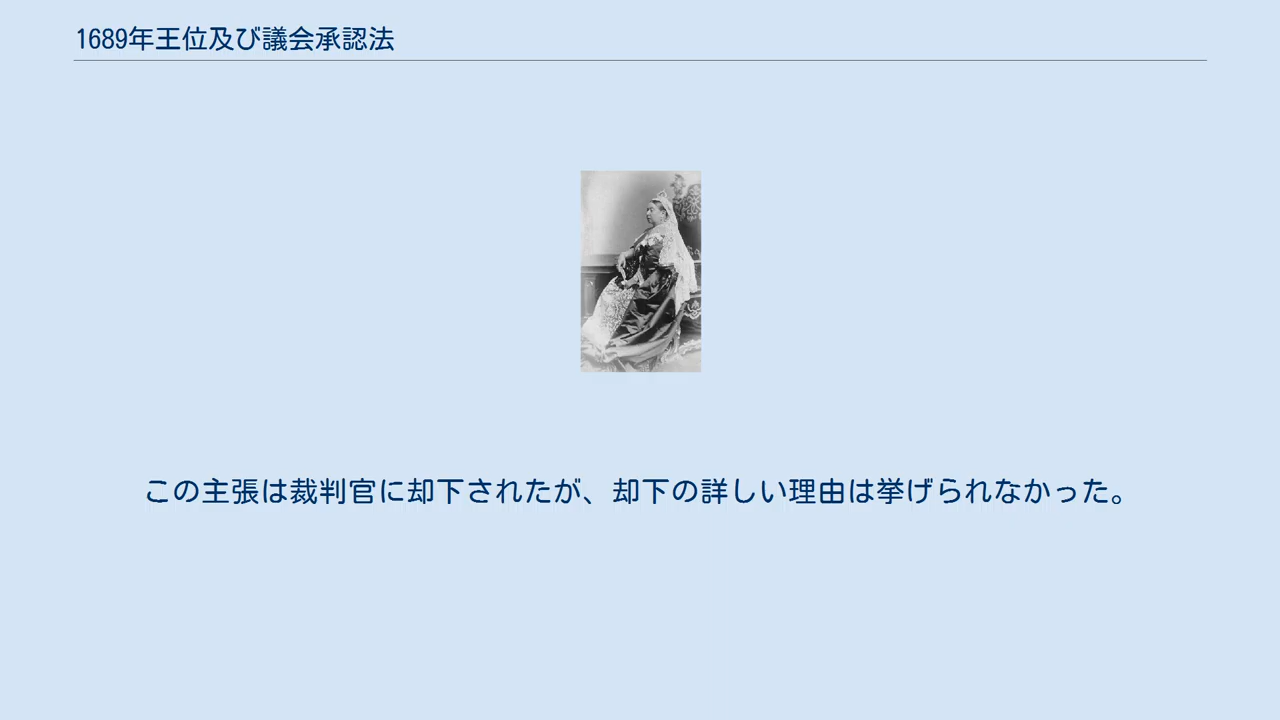 1689年王位及び議会承認法
この主張は裁判官に却下されたが、却下の詳しい理由は挙げられなかった。